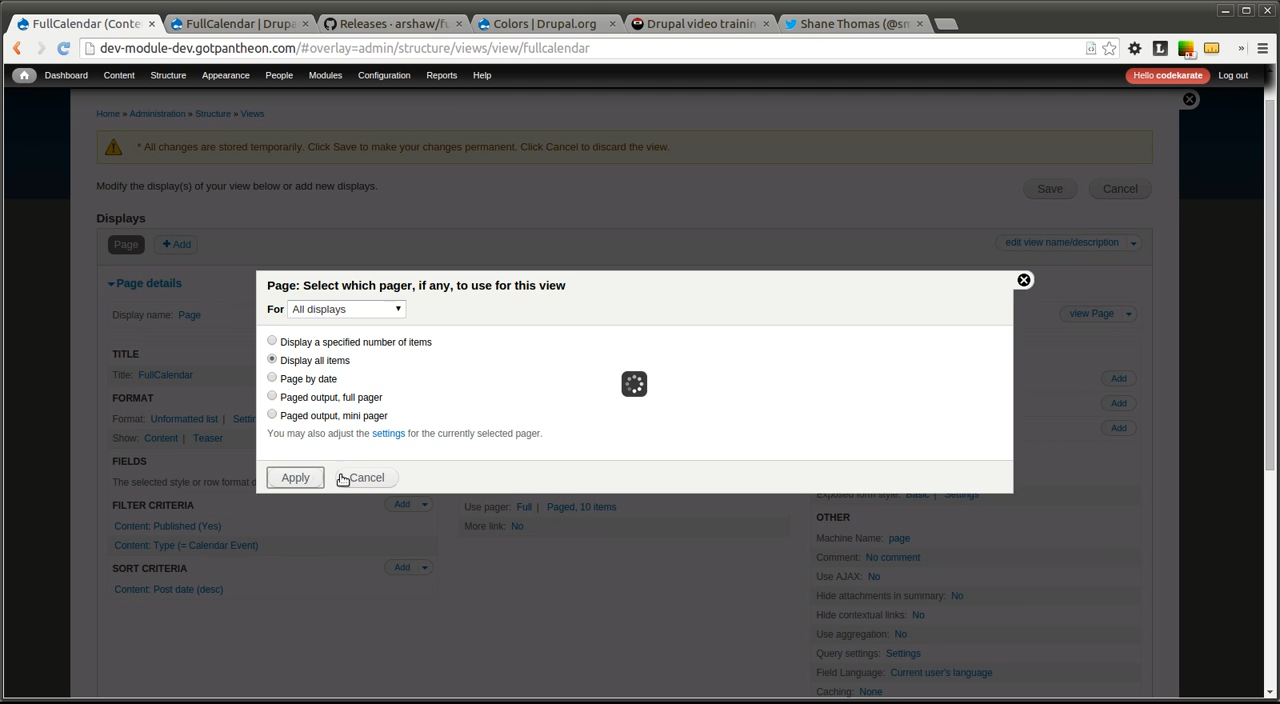 FullCalendar (Conte
FullCalendar | Drupa
Releases · arshaw/fu
Colors | Drupal.org
Drupal video trainin
Shane Thomas (@sm
dev-module-dev.gotpantheon.com/#overlay=admin/structure/views/view/fullcalendar
Dashboard Content Structure Appearance People Modules Configuration Reports Help Hello codekarate Log out
Home » Administration » Structure » Views
* All changes are stored temporarily. Click Save to make your changes permanent. Click Cancel to discard the view.
Modify the display(s) of your view below or add new displays.
Save Cancel
Displays
Page Add edit view name/description
Page details
Display name: Page
view Page
TITLE
Title: FullCalendar
FORMAT
Format: Unformatted list | Settin
Show: Content | Teaser
FIELDS
The selected style or row format d
FILTER CRITERIA Add
Content: Published (Yes)
Content: Type (= Calendar Event)
SORT CRITERIA Add
Content: Post date (desc)
Page: Select which pager, if any, to use for this view
For All displays
Display a specified number of items
Display all items
Page by date
Paged output, full pager
Paged output, mini pager
You may also adjust the settings for the currently selected pager.
Apply Cancel
Use pager: Full | Paged, 10 items
More link: No
Add
Add
Add
Exposed form style: Basic | Settings
OTHER
Machine Name: page
Comment: No comment
Use AJAX: No
Hide attachments in summary: No
Hide contextual links: No
Use aggregation: No
Query settings: Settings
Field Language: Current user's language
Caching: None